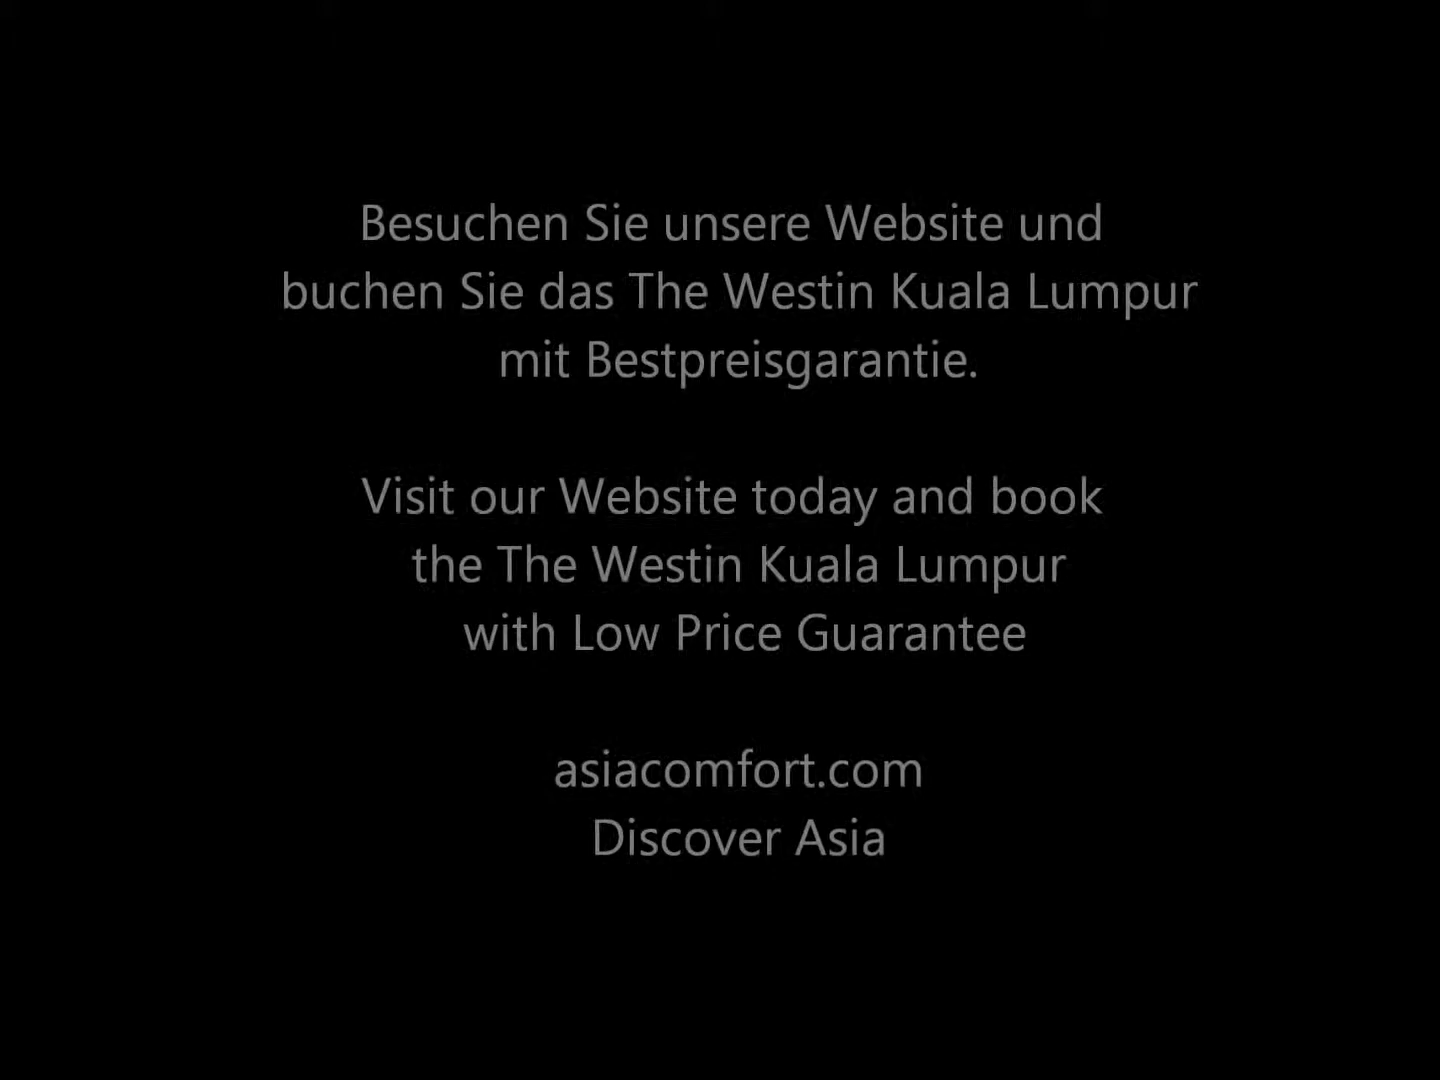 Besuchen Sie unsere Website und
buchen Sie das The Westin Kuala Lumpur
mit Bestpreisgarantie.
Visit our Website today and book
the The Westin Kuala Lumpur
with Low Price Guarantee
asiacomfort.com
Discover Asia